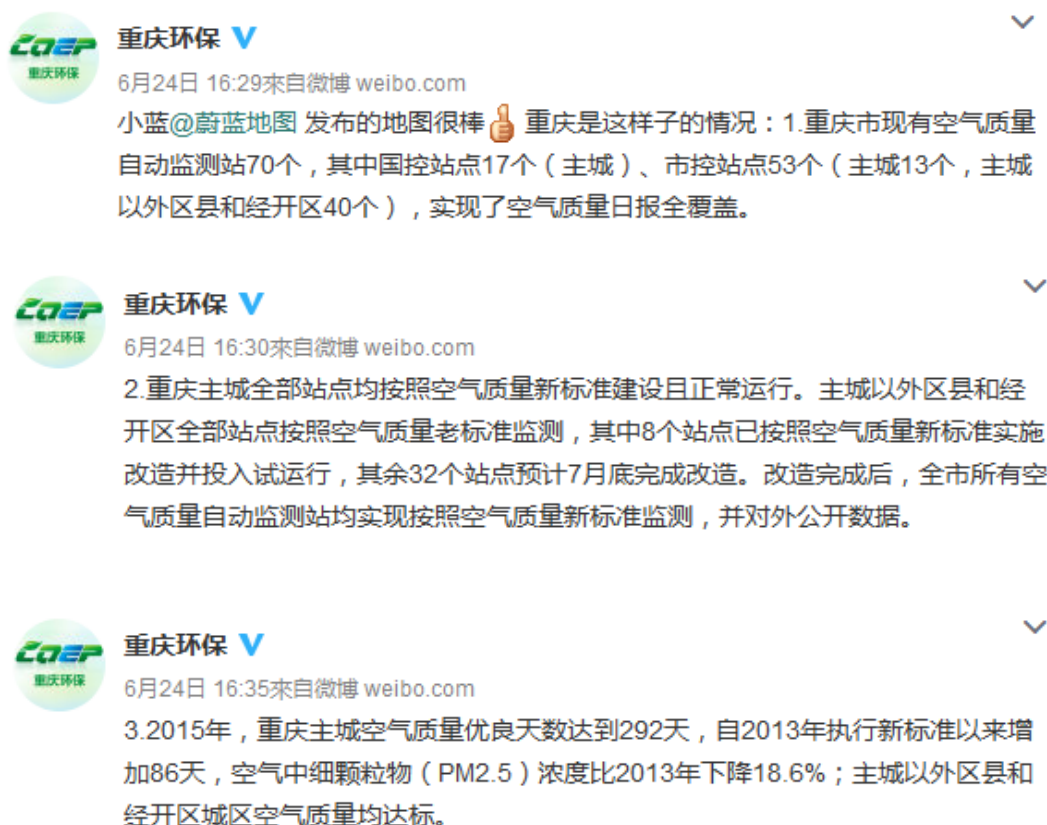 CQEP
重庆环保
重庆环保
6月24日 16:29來自微博 weibo.com
小蓝@蔚蓝地图 发布的地图很棒 重庆是这样子的情况：1.重庆市现有空气质量
自动监测站70个，其中国控站点17个（主城）、市控站点53个（主城13个，主城
以外区县和经开区40个），实现了空气质量日报全覆盖。
CQEP
重庆环保
重庆环保
6月24日 16:30來自微博 weibo.com
2.重庆主城全部站点均按照空气质量新标准建设且正常运行。主城以外区县和经
开区全部站点按照空气质量老标准监测，其中8个站点已按照空气质量新标准实施
改造并投入试运行，其余32个站点预计7月底完成改造。改造完成后，全市所有空
气质量自动监测站均实现按照空气质量新标准监测，并对外公开数据。
CQEP
重庆环保
重庆环保
6月24日 16:35來自微博 weibo.com
3.2015年，重庆主城空气质量优良天数达到292天，自2013年执行新标准以来增
加86天，空气中细颗粒物（PM2.5）浓度比2013年下降18.6%；主城以外区县和
经开区城区空气质量均达标。